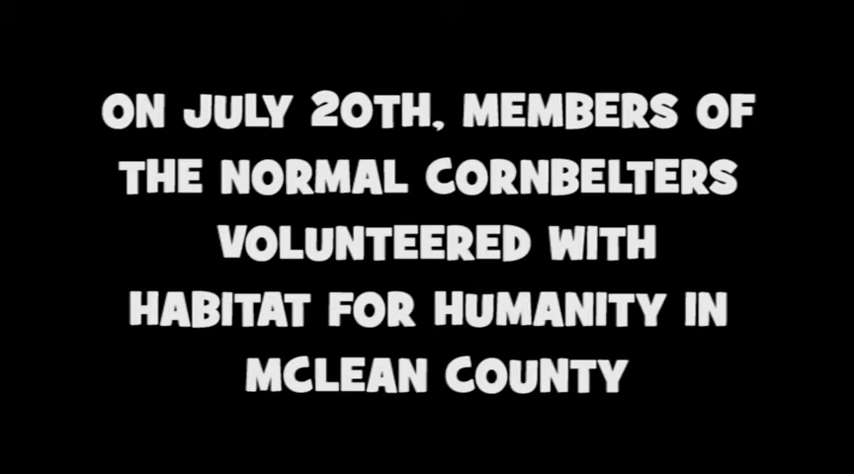 ON JULY 20TH, MEMBERS OF
THE NORMAL CORNBELTERS
VOLUNTEERED WITH
HABITAT FOR HUMANITY IN
MCLEAN COUNTY